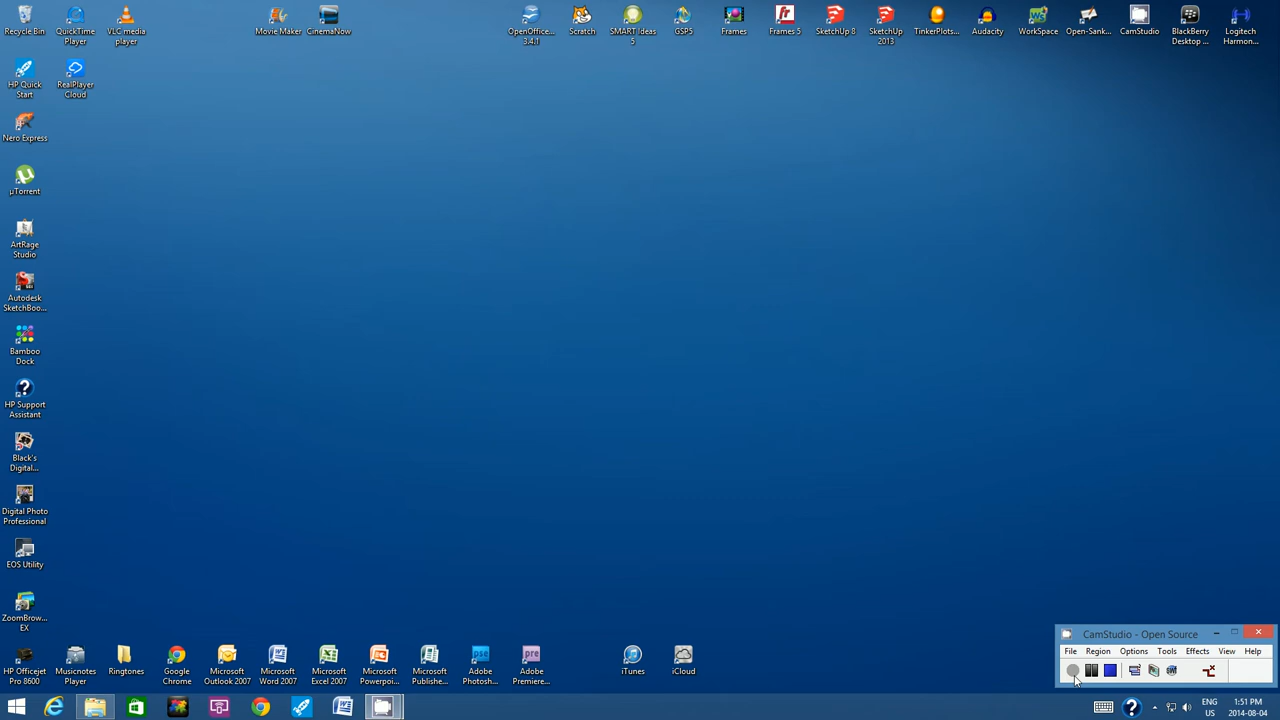 Recycle Bin
QuickTime
Player
VLC media
player
Movie Maker
CinemaNow
OpenOffice...
3.4.1
Scratch
SMART Ideas
5
GSP5
Frames
Frames 5
SketchUp 8
SketchUp
2013
TinkerPlots...
Audacity
WorkSpace
Open-Sank...
CamStudio
BlackBerry
Desktop ...
Logitech
Harmon...
HP Quick
Start
RealPlayer
Cloud
Nero Express
µTorrent
ArtRage
Studio
Autodesk
SketchBoo...
Bamboo
Dock
HP Support
Assistant
Black's
Digital...
Digital Photo
Professional
EOS Utility
ZoomBrow...
EX
CamStudio - Open Source
File Region Options Tools Effects View Help
HP Officejet
Pro 8600
Musicnotes
Player
Ringtones
Google
Chrome
Microsoft
Outlook 2007
Microsoft
Word 2007
Microsoft
Excel 2007
Microsoft
Powerpoi...
Microsoft
Publishe...
Adobe
Photosh...
Adobe
Premiere...
iTunes
iCloud
ENG
US
1:51 PM
2014-08-04